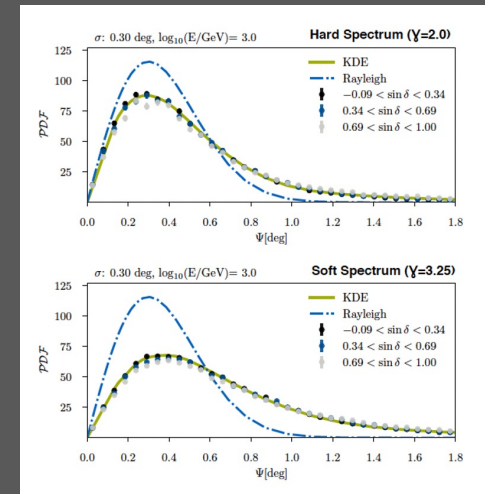 σ: 0.30 deg, log₁₀(E/GeV)= 3.0
Hard Spectrum (γ=2.0)
125
100
75
50
25
PDF
KDE
Rayleigh
−0.09 < sin δ < 0.34
0.34 < sin δ < 0.69
0.69 < sin δ < 1.00
0.0 0.2 0.4 0.6 0.8 1.0 1.2 1.4 1.6 1.8
Ψ[deg]
σ: 0.30 deg, log₁₀(E/GeV)= 3.0
Soft Spectrum (γ=3.25)
125
100
75
50
25
PDF
KDE
Rayleigh
−0.09 < sin δ < 0.34
0.34 < sin δ < 0.69
0.69 < sin δ < 1.00
0.0 0.2 0.4 0.6 0.8 1.0 1.2 1.4 1.6 1.8
Ψ[deg]